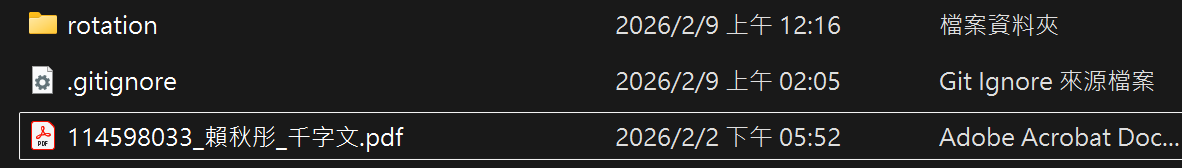 rotation 2026/2/9 上午 12:16 檔案資料夾
.gitignore 2026/2/9 上午 02:05 Git Ignore 來源檔案
114598033_賴秋彤_千字文.pdf 2026/2/2 下午 05:52 Adobe Acrobat Doc...